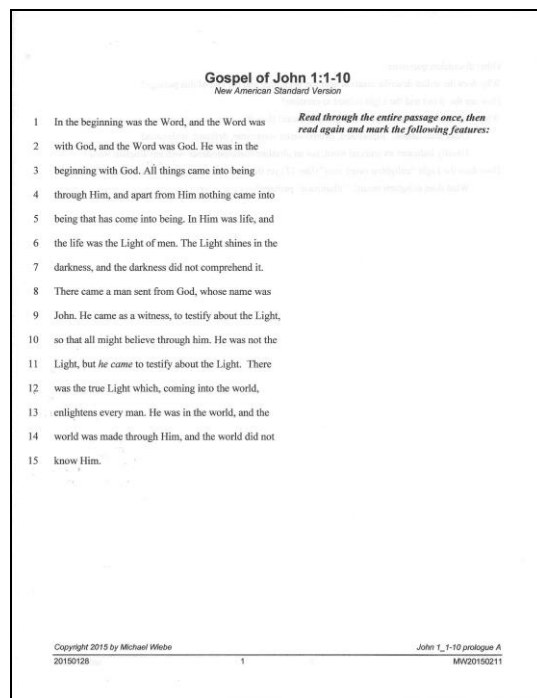 Gospel of John 1:1-10
New American Standard Version
Read through the entire passage once, then
read again and mark the following features:
1 In the beginning was the Word, and the Word was
2 with God, and the Word was God. He was in the
3 beginning with God. All things came into being
4 through Him, and apart from Him nothing came into
5 being that has come into being. In Him was life, and
6 the life was the Light of men. The Light shines in the
7 darkness, and the darkness did not comprehend it.
8 There came a man sent from God, whose name was
9 John. He came as a witness, to testify about the Light,
10 so that all might believe through him. He was not the
11 Light, but he came to testify about the Light. There
12 was the true Light which, coming into the world,
13 enlightens every man. He was in the world, and the
14 world was made through Him, and the world did not
15 know Him.
Copyright 2015 by Michael Wiebe John 1_1-10 prologue A
20150128 1 MW20150211